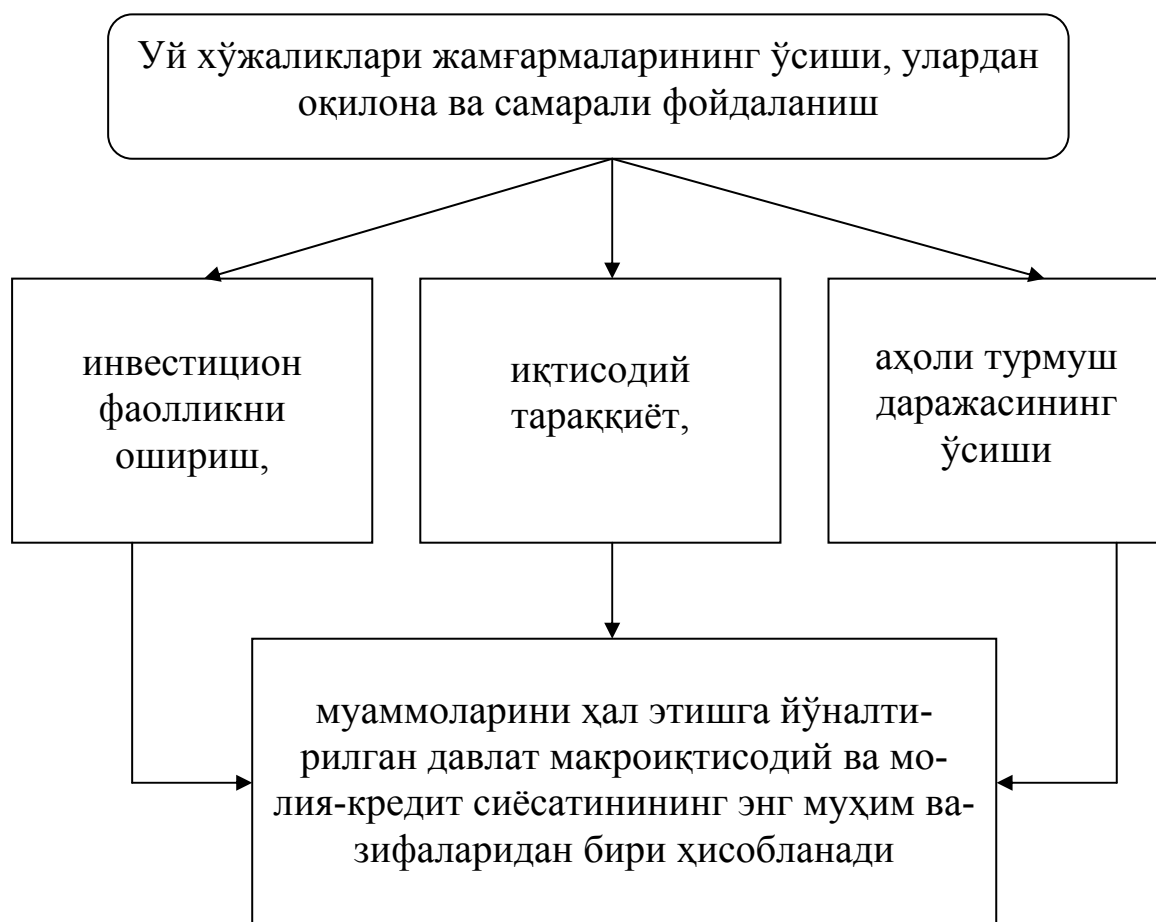 Уй хўжаликлари жамғармаларининг ўсиши, улардан
оқилона ва самарали фойдаланиш
инвестицион
фаолликни
ошириш,
иқтисодий
тараққиёт,
аҳоли турмуш
даражасининг
ўсиши
муаммоларини ҳал этишга йўналти-
рилган давлат макроиқтисодий ва мо-
лия-кредит сиёсатинининг энг муҳим ва-
зифаларидан бири ҳисобланади